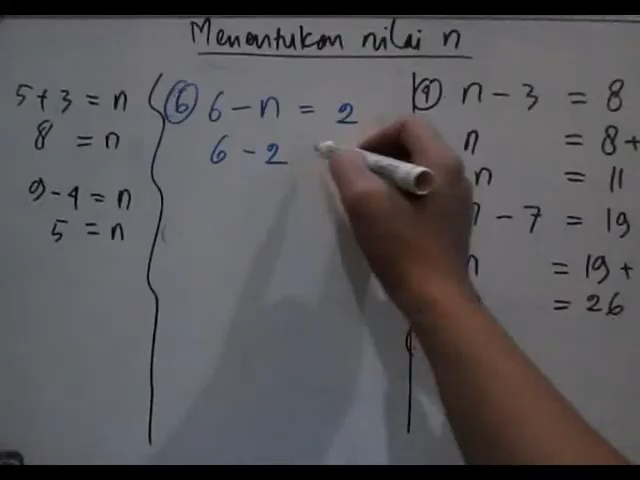 Menentukan nilai n
5 + 3 = n
8 = n
9 - 4 = n
5 = n
6 6 - n = 2
6 - 2
9 n - 3 = 8
n = 8 +
n = 11
- 7 = 19
n = 19 +
= 26